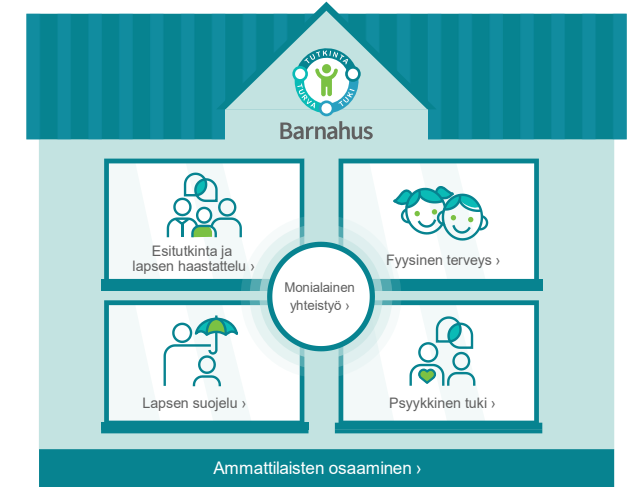 TUTKINTA
TURVA
TUKI
Barnahus
Esitutkinta ja
lapsen haastattelu ›
Fyysinen terveys ›
Monialainen
yhteistyö ›
Lapsen suojelu ›
Psyykkinen tuki ›
Ammattilaisten osaaminen ›